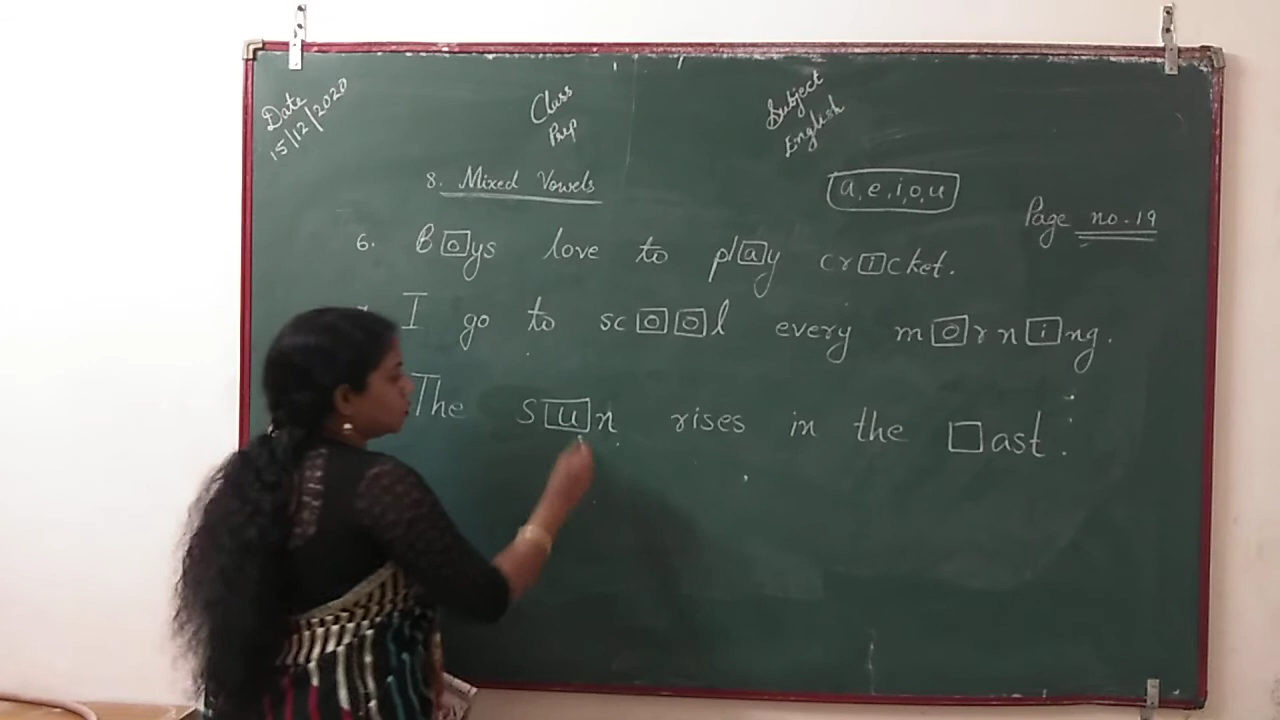 Date
15/12/2020
Class
Prep
Subject
English
8. Mixed Vowels
a, e, i, o, u
Page no-19
6. Boys love to play cricket.
I go to scool every morning.
The sun rises in the ast.